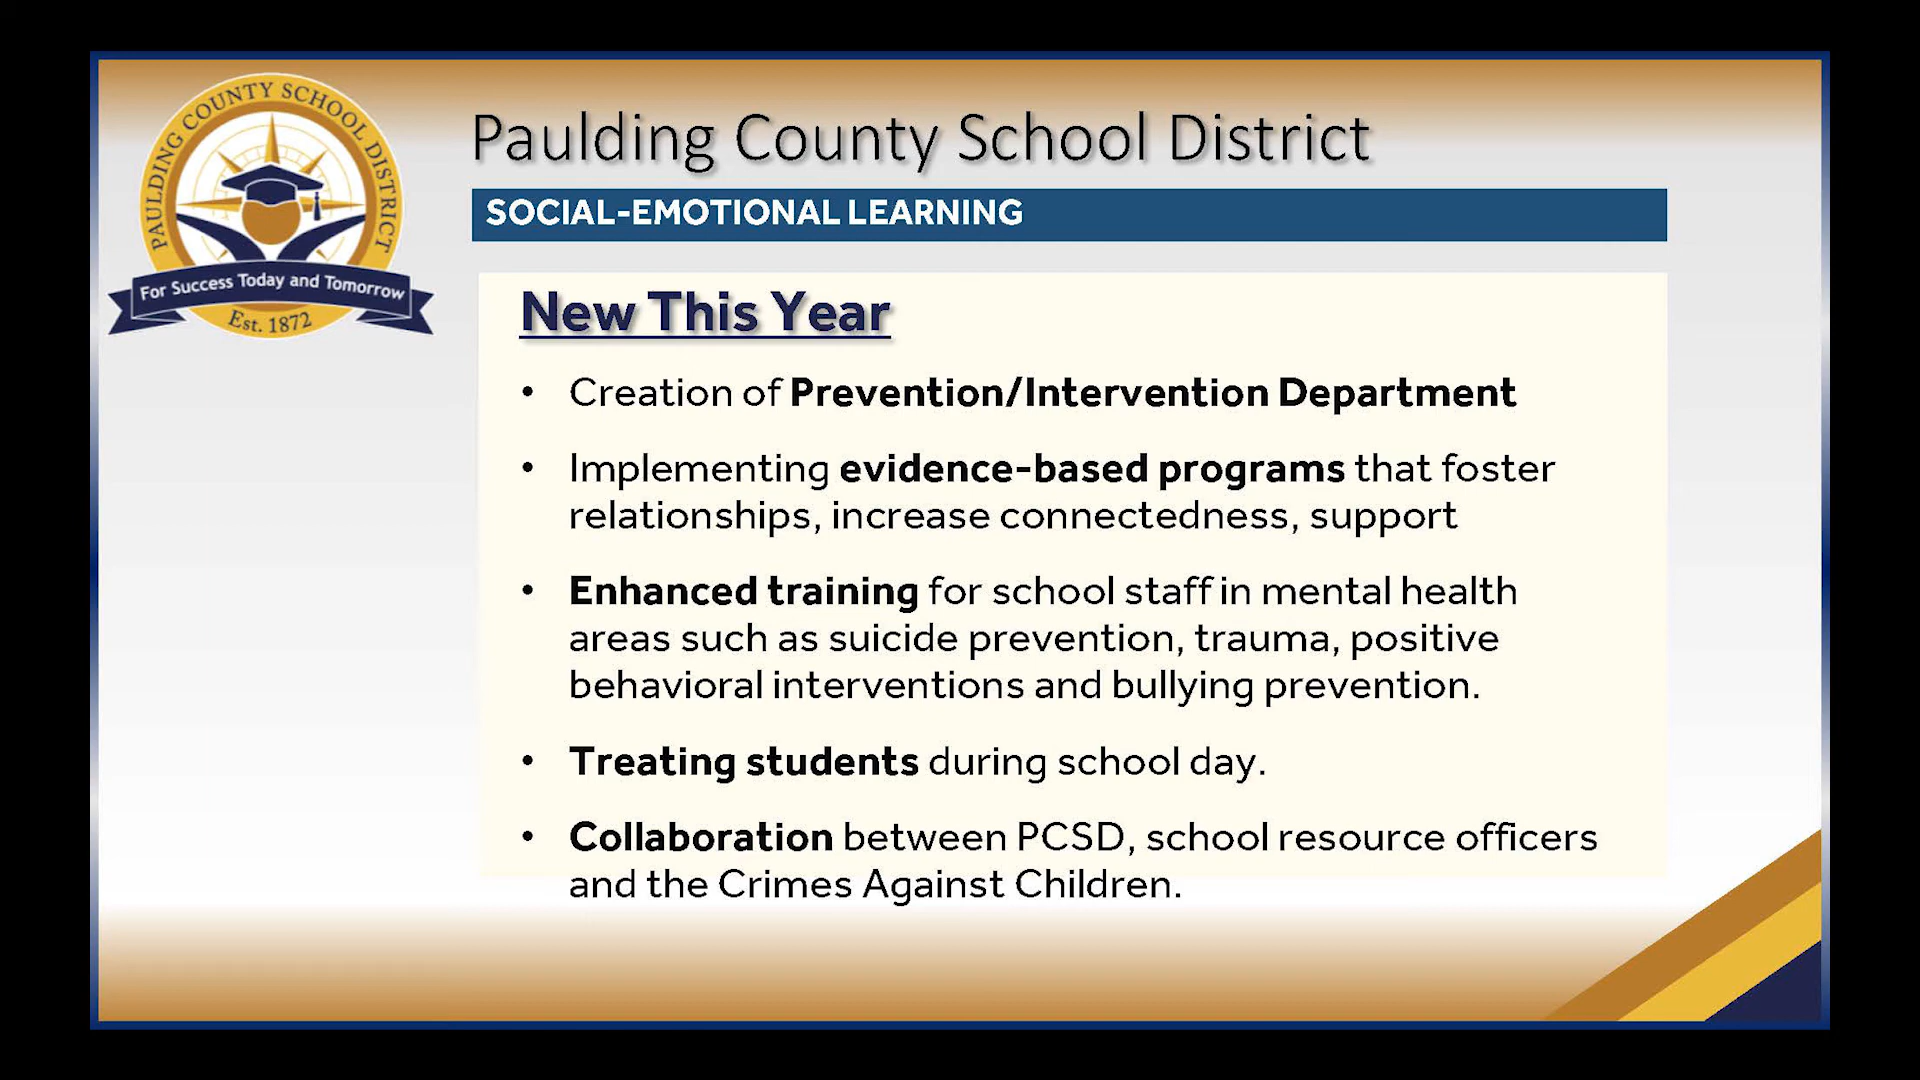 PAULDING COUNTY SCHOOL DISTRICT
For Success Today and Tomorrow
Est. 1872
Paulding County School District
SOCIAL-EMOTIONAL LEARNING
New This Year
• Creation of Prevention/Intervention Department
• Implementing evidence-based programs that foster
relationships, increase connectedness, support
• Enhanced training for school staff in mental health
areas such as suicide prevention, trauma, positive
behavioral interventions and bullying prevention.
• Treating students during school day.
• Collaboration between PCSD, school resource officers
and the Crimes Against Children.